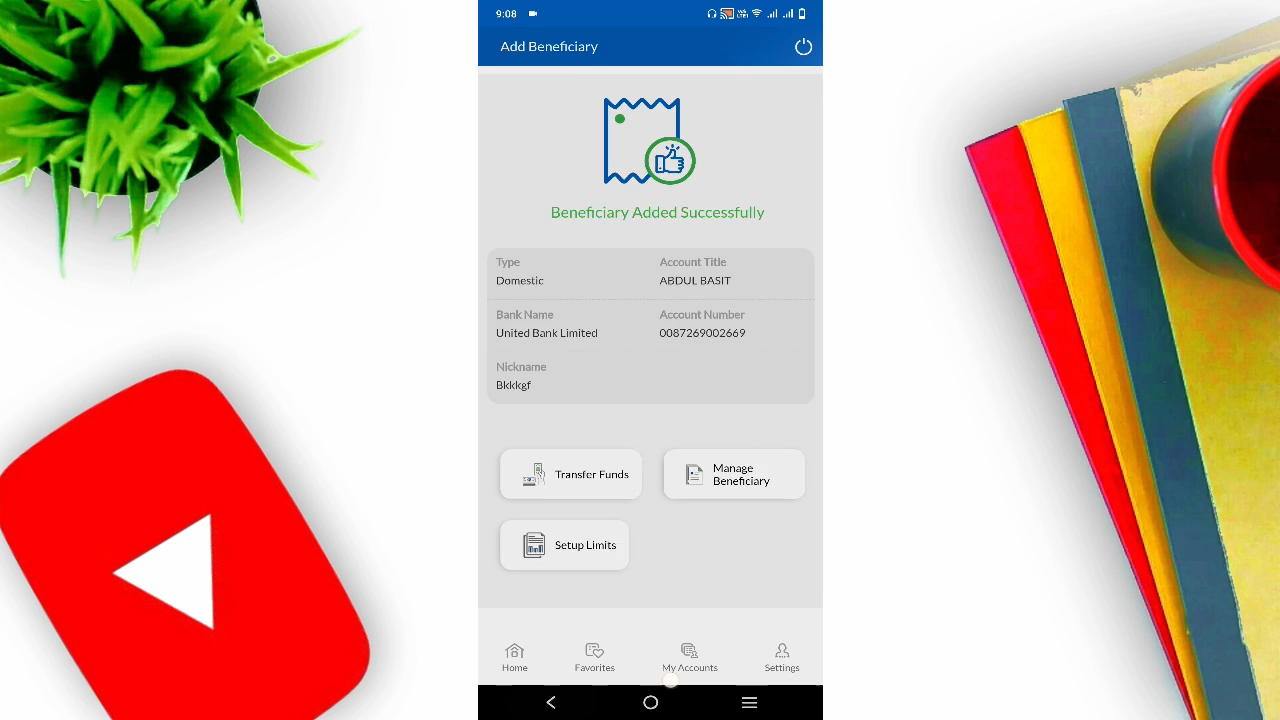 9:08
Add Beneficiary
Beneficiary Added Successfully
Type
Account Title
Domestic
ABDUL BASIT
Bank Name
Account Number
United Bank Limited
0087269002669
Nickname
Bkkkgf
Transfer Funds
Manage
Beneficiary
Setup Limits
Home
Favorites
My Accounts
Settings